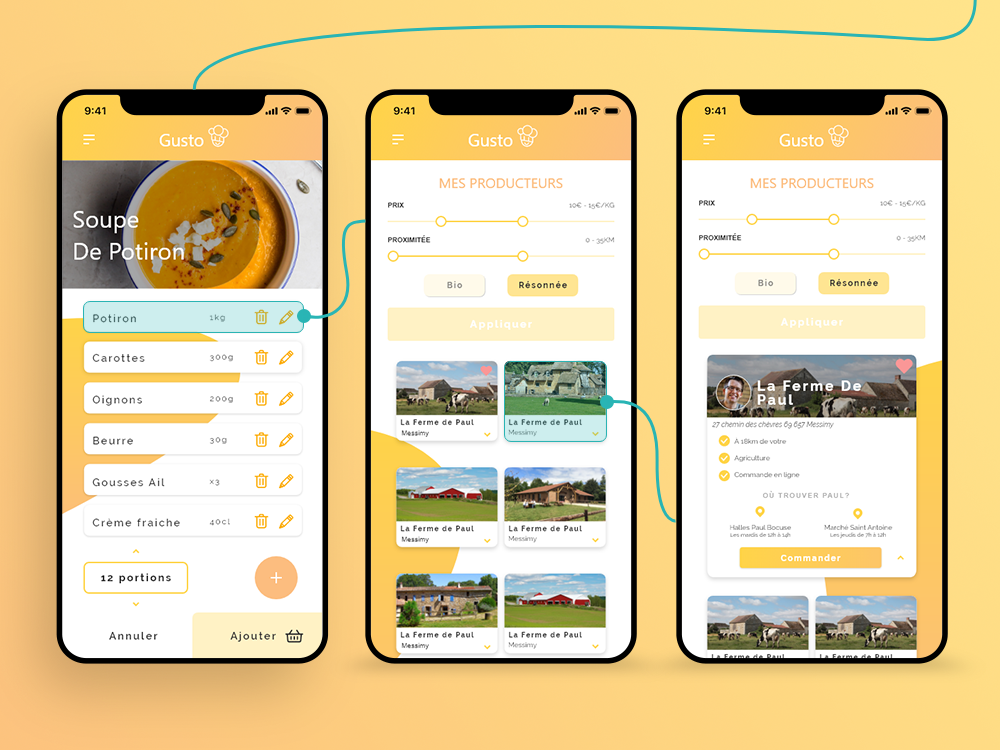 9:41
Gusto
Soupe
De Potiron
Potiron 1kg
Carottes 300g
Oignons 200g
Beurre 30g
Gousses Ail x3
Crème fraiche 40cl
12 portions
+
Annuler Ajouter
9:41
Gusto
MES PRODUCTEURS
PRIX 10€ - 15€/KG
PROXIMITÉE 0 - 35KM
Bio Résonnée
Appliquer
La Ferme de Paul La Ferme de Paul
Messimy Messimy
La Ferme de Paul La Ferme de Paul
Messimy Messimy
La Ferme de Paul La Ferme de Paul
Messimy Messimy
9:41
Gusto
MES PRODUCTEURS
PRIX 10€ - 15€/KG
PROXIMITÉE 0 - 35KM
Bio Résonnée
Appliquer
La Ferme De
Paul
27 chemin des chèvres 69 657 Messimy
A 18km de votre
Agriculture
Commande en ligne
OÙ TROUVER PAUL?
Halles Paul Bocuse Marché Saint Antoine
Les mardis de 12h à 14h Les jeudis de 7h à 12h
Commander
La Ferme de Paul La Ferme de Paul